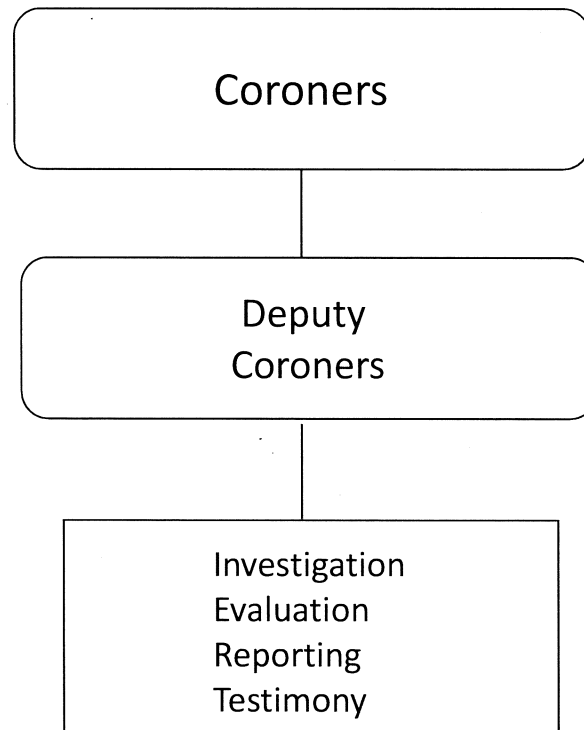 Coroners
Deputy
Coroners
Investigation
Evaluation
Reporting
Testimony